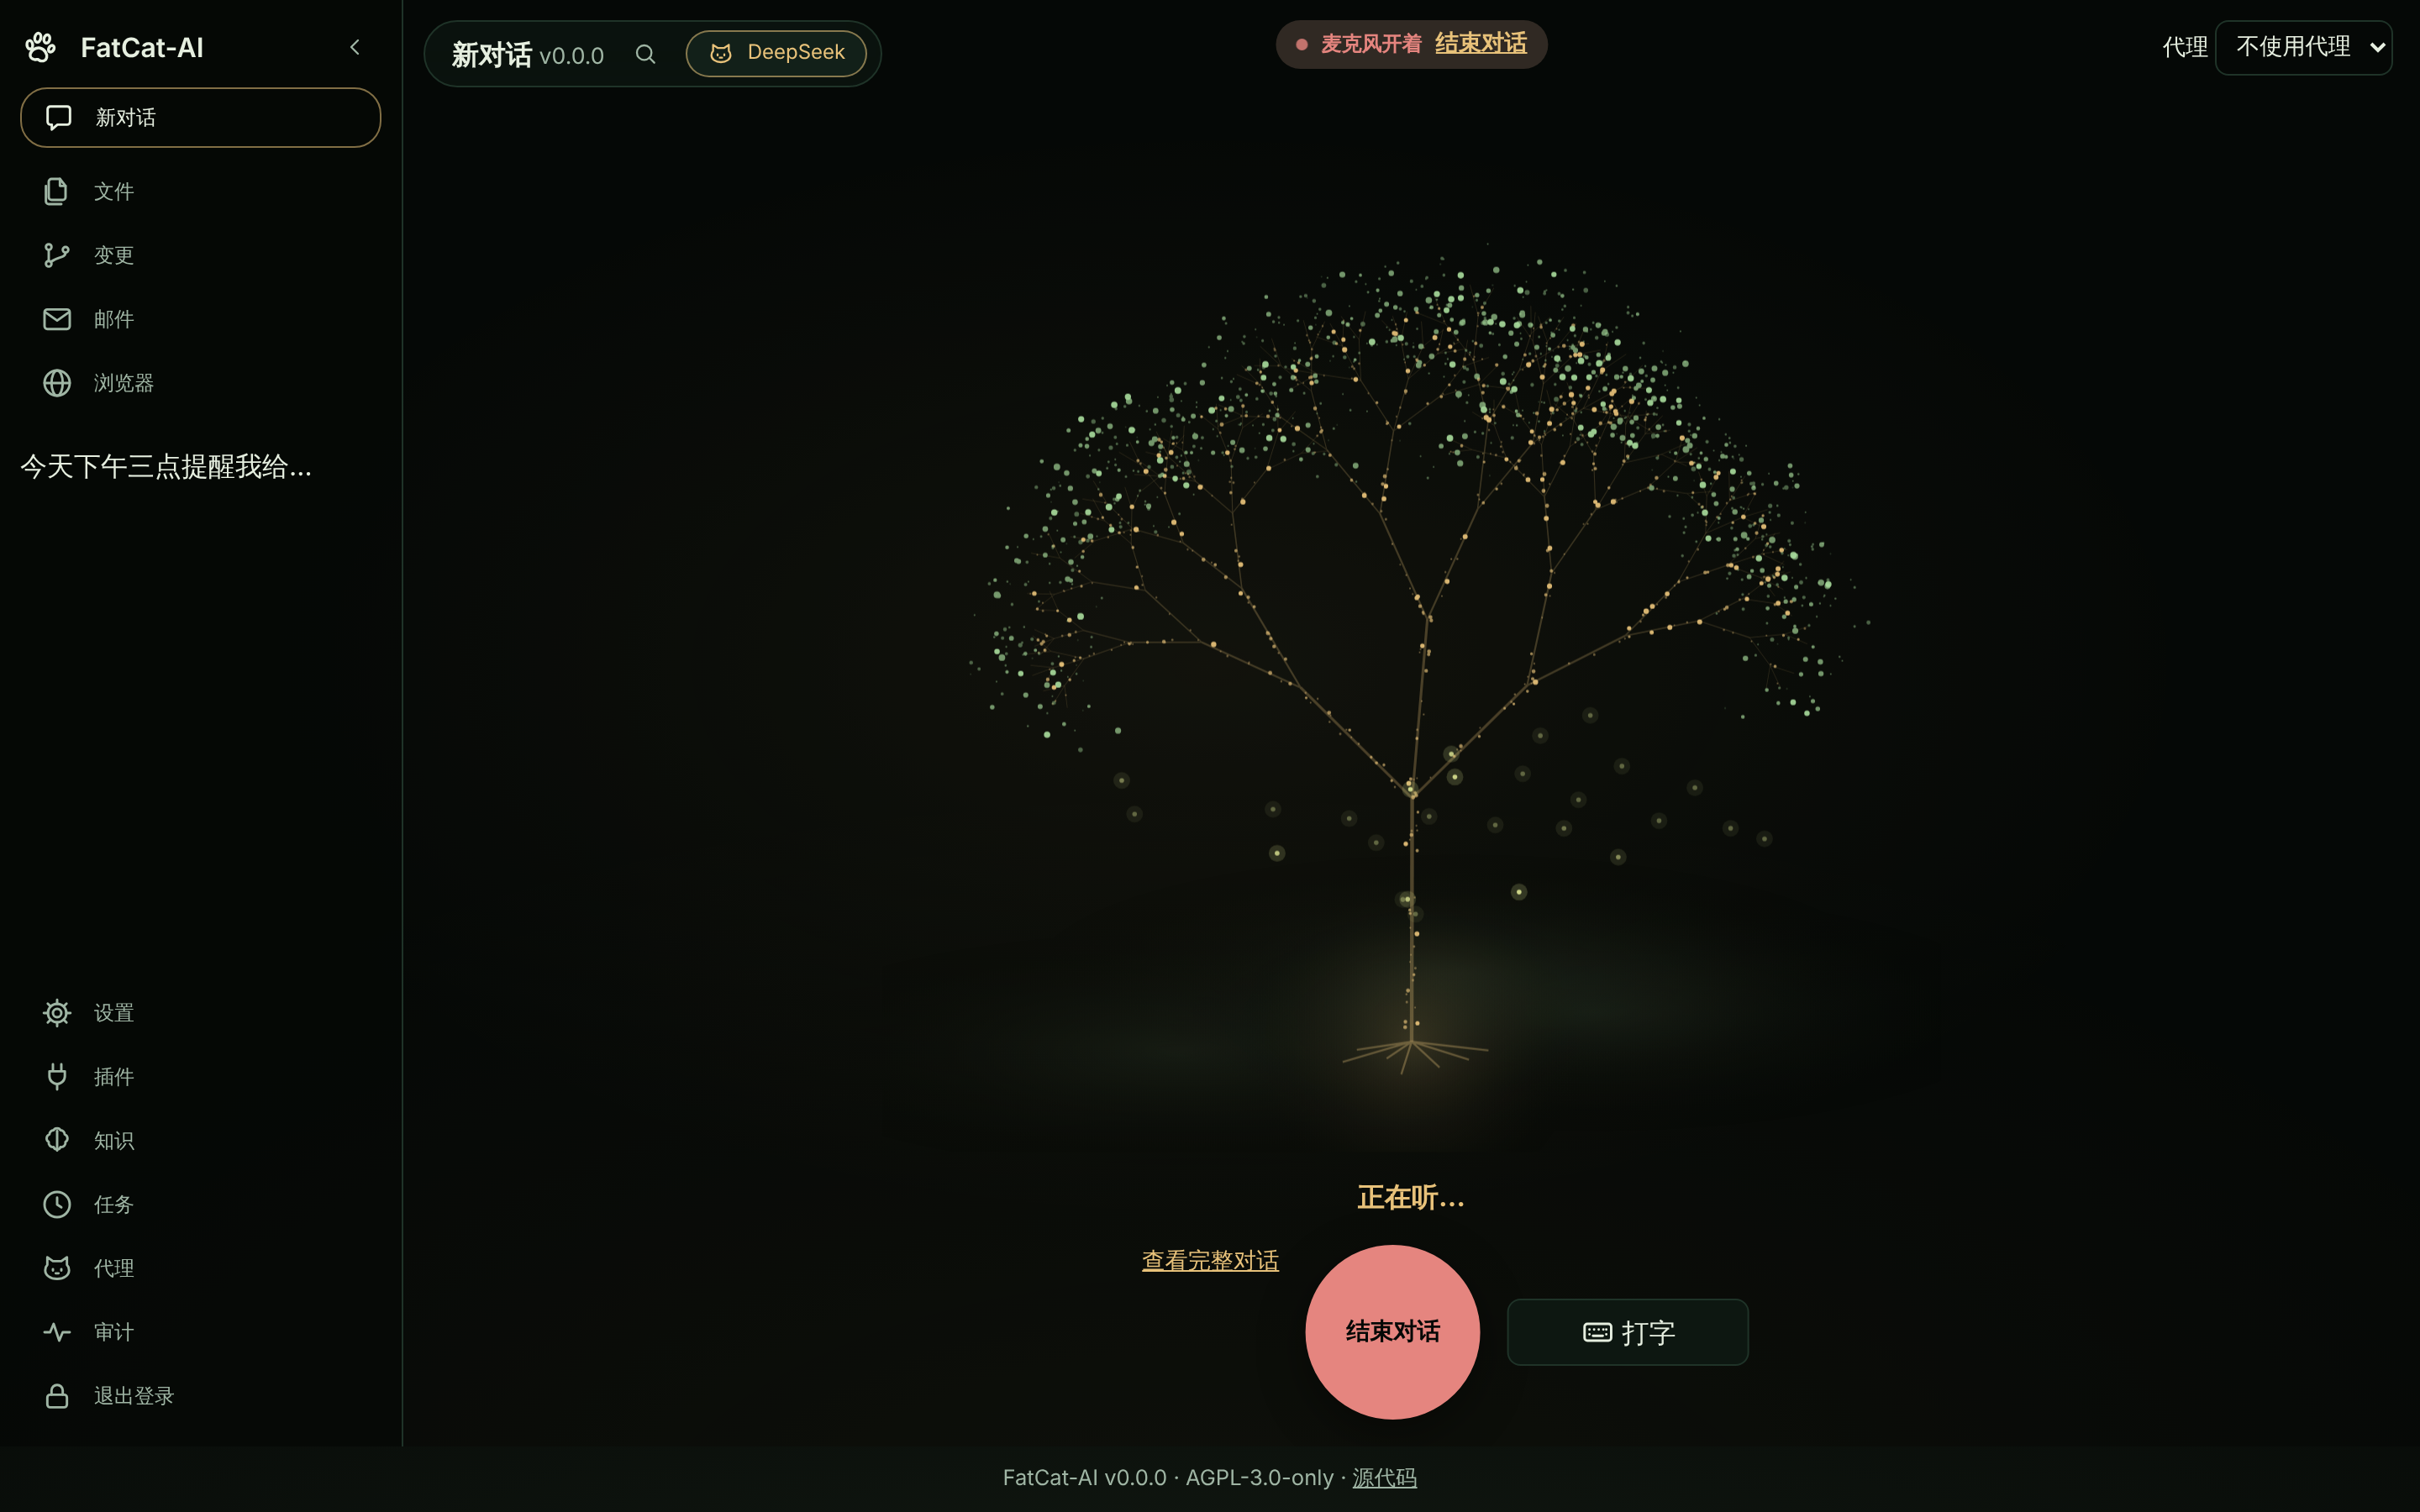 FatCat-AI
新对话
文件
变更
邮件
浏览器
今天下午三点提醒我给...
设置
插件
知识
任务
代理
审计
退出登录
新对话 v0.0.0
DeepSeek
麦克风开着 结束对话
代理 不使用代理
正在听...
查看完整对话
结束对话
打字
FatCat-AI v0.0.0 · AGPL-3.0-only · 源代码